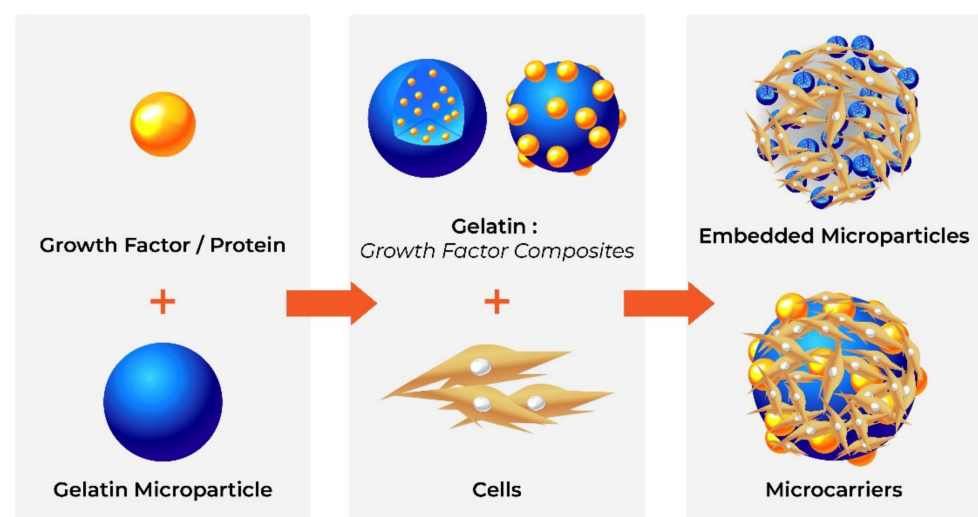 Growth Factor / Protein
+
Gelatin Microparticle
Gelatin :
Growth Factor Composites
+
Cells
Embedded Microparticles
Microcarriers